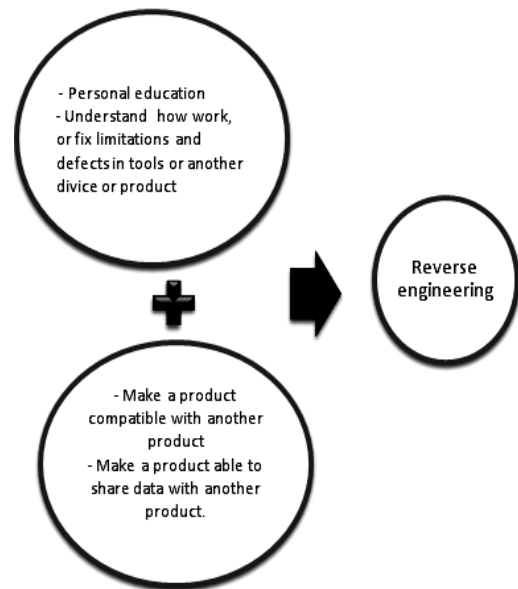 - Personal education
- Understand how work,
or fix limitations and
defects in tools or another
divice or product
Reverse
engineering
- Make a product
compatible with another
product
- Make a product able to
share data with another
product.